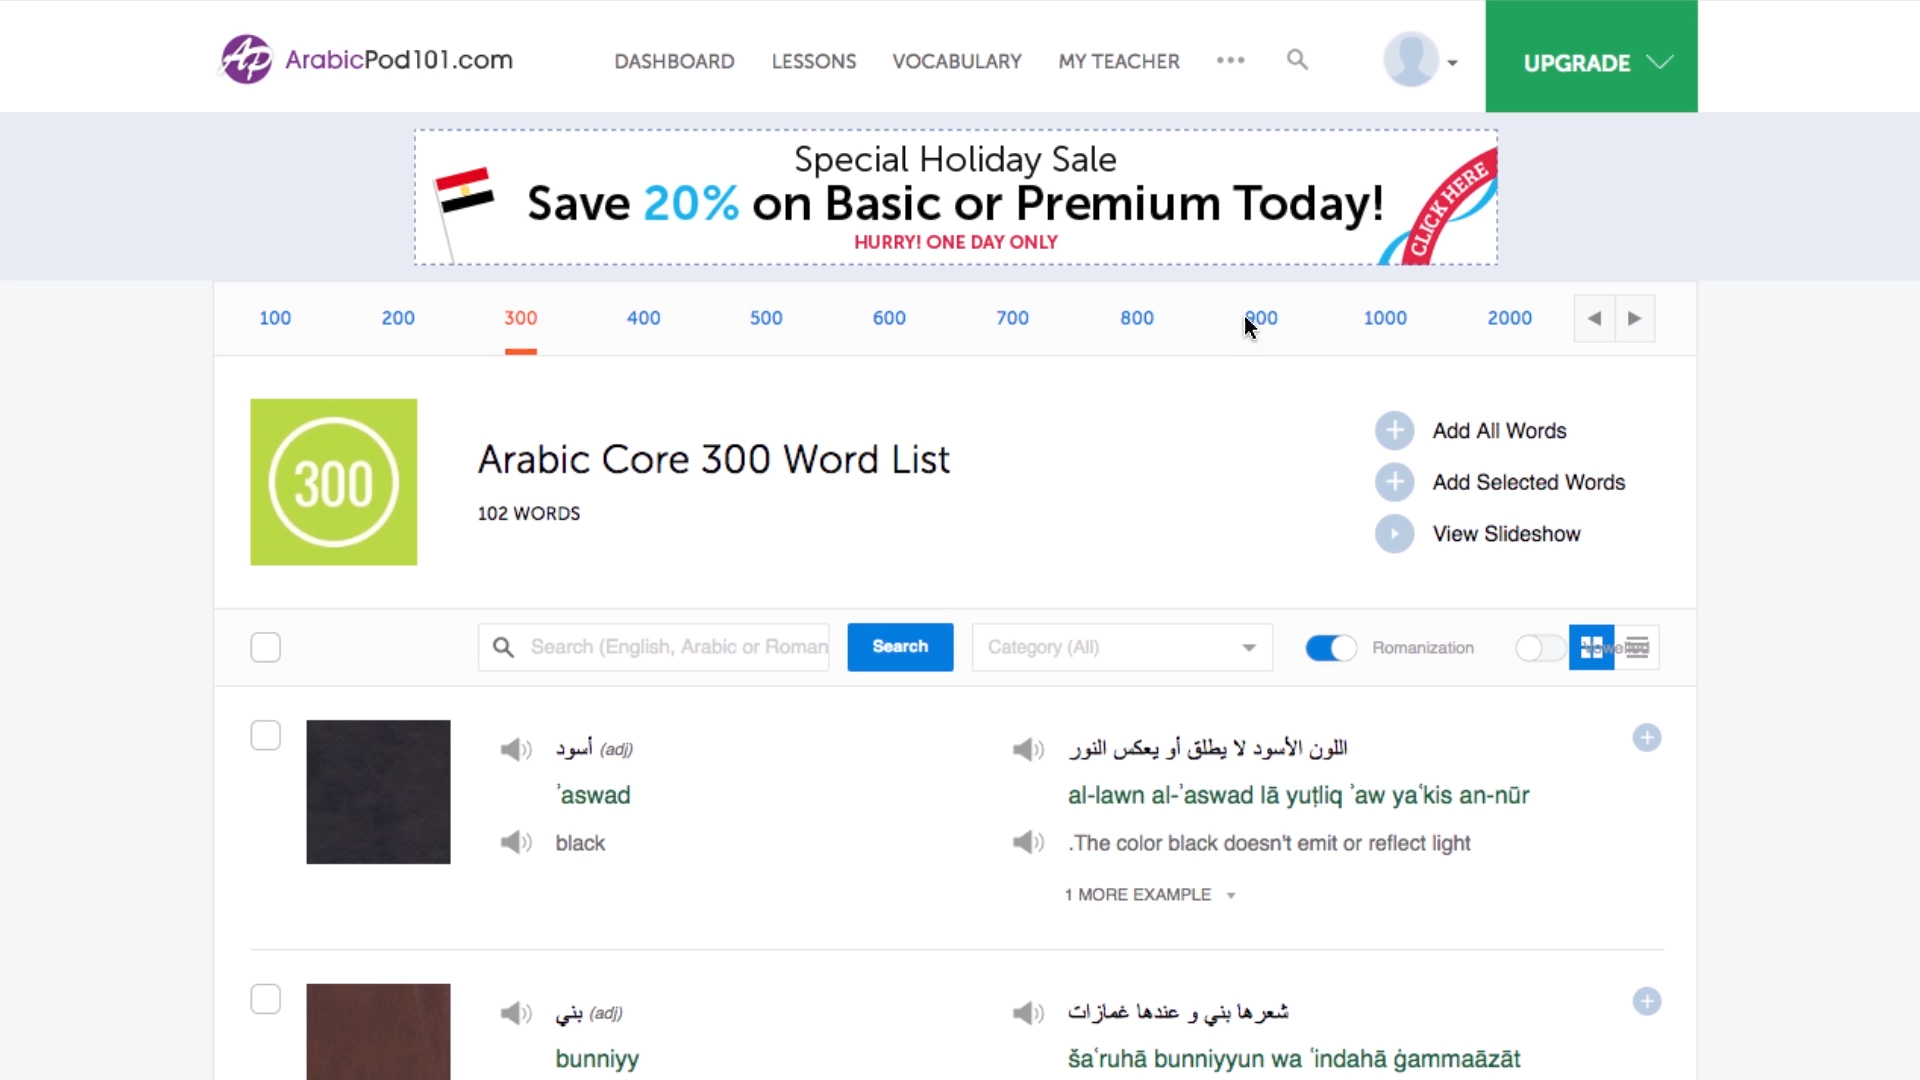 ArabicPod101.com
DASHBOARD LESSONS VOCABULARY MY TEACHER
UPGRADE
Special Holiday Sale
Save 20% on Basic or Premium Today!
HURRY! ONE DAY ONLY
CLICK HERE
100 200 300 400 500 600 700 800 900 1000 2000
300
Arabic Core 300 Word List
102 WORDS
Add All Words
Add Selected Words
View Slideshow
Search (English, Arabic or Roman
Search
Category (All)
Romanization
أسود (adj)
ʾaswad
black
اللون الأسود لا يطلق أو يعكس النور
al-lawn al-ʾaswad lā yuṭliq ʾaw yaʿkis an-nūr
.The color black doesn't emit or reflect light
1 MORE EXAMPLE
بني (adj)
bunniyy
شعرها بني و عندها غمازات
šaʿruhā bunniyyun wa ʿindahā ġammaāzāt